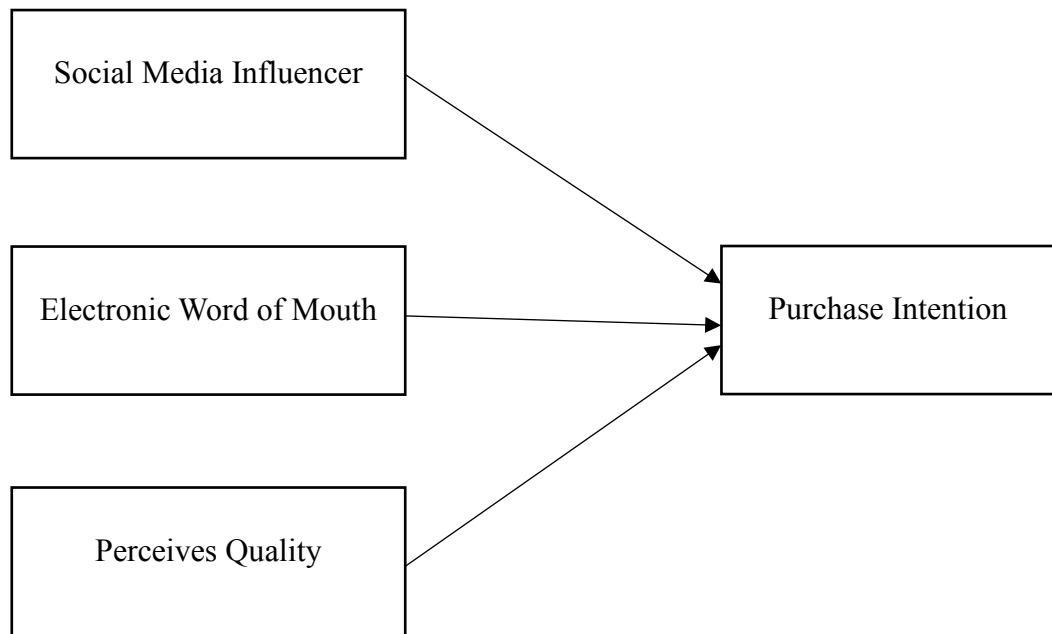 Social Media Influencer
Electronic Word of Mouth
Purchase Intention
Perceives Quality